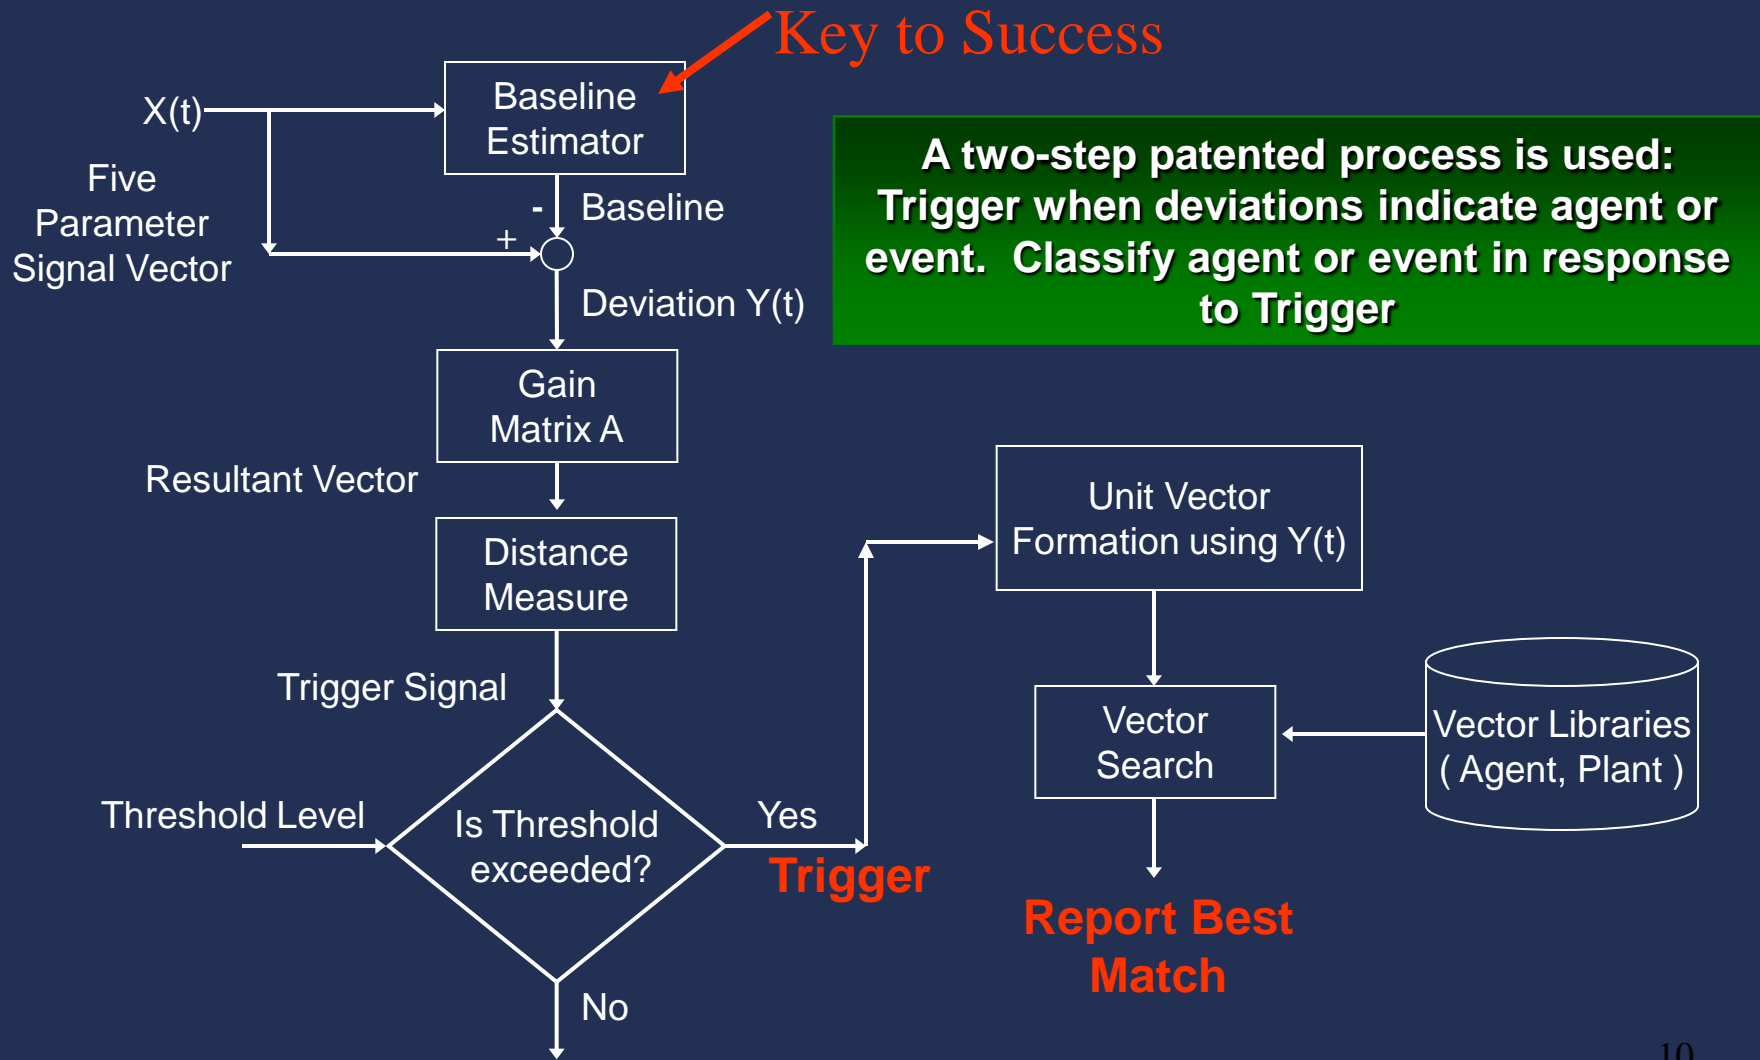 Key to Success
X(t)
Baseline
Estimator
Five
Parameter
Signal Vector
- Baseline
+
Deviation Y(t)
A two-step patented process is used:
Trigger when deviations indicate agent or
event. Classify agent or event in response
to Trigger
Gain
Matrix A
Resultant Vector
Distance
Measure
Trigger Signal
Threshold Level
Is Threshold
exceeded?
Yes
Trigger
No
Unit Vector
Formation using Y(t)
Vector
Search
Vector Libraries
( Agent, Plant )
Report Best
Match
10